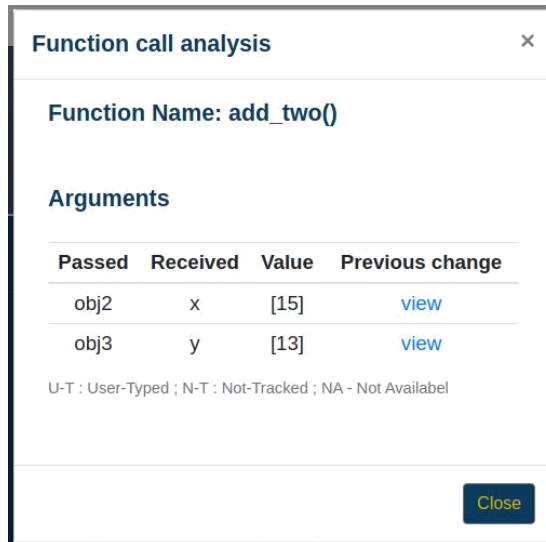 Function call analysis ×
Function Name: add_two()
Arguments
Passed Received Value Previous change
obj2 x [15] view
obj3 y [13] view
U-T : User-Typed ; N-T : Not-Tracked ; NA - Not Availabel
Close